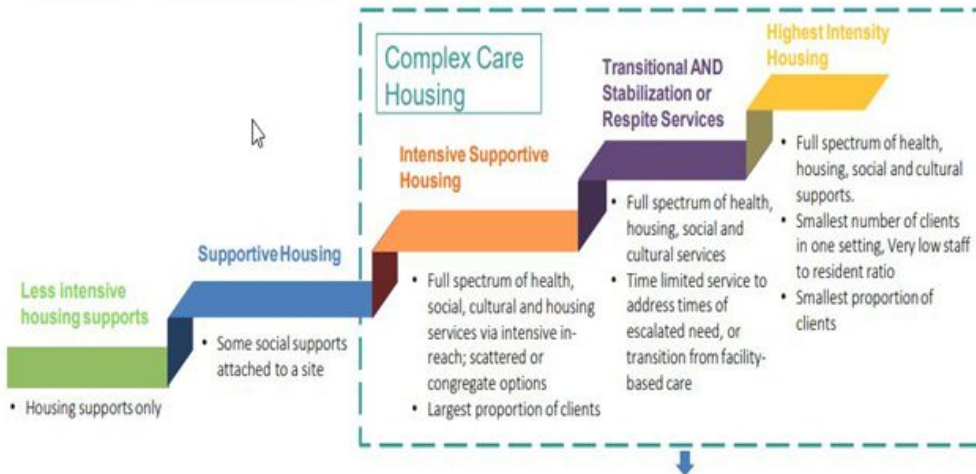 Complex Care
Housing
Highest Intensity
Housing
Transitional AND
Stabilization or
Respite Services
Intensive Supportive
Housing
Supportive Housing
Less intensive
housing supports
• Housing supports only
• Some social supports
attached to a site
• Full spectrum of health,
social, cultural and housing
services via intensive in-
reach; scattered or
congregate options
• Largest proportion of clients
• Full spectrum of health,
housing, social and
cultural services
• Time limited service to
address times of
escalated need, or
transition from facility-
based care
• Full spectrum of health,
housing, social and cultural
supports.
• Smallest number of clients
in one setting, Very low staff
to resident ratio
• Smallest proportion of
clients